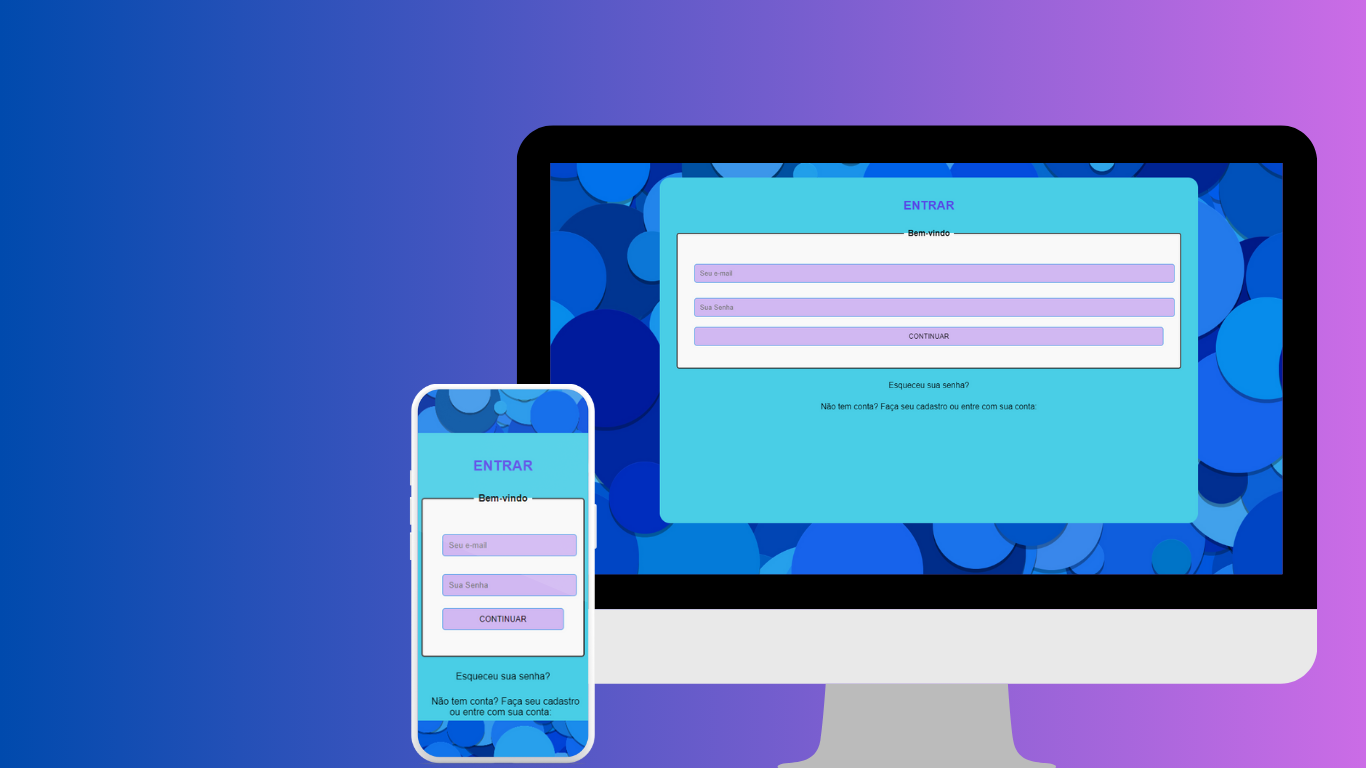 ENTRAR
Bem-vindo
Seu e-mail
Sua Senha
CONTINUAR
Esqueceu sua senha?
Não tem conta? Faça seu cadastro ou entre com sua conta:
ENTRAR
Bem-vindo
Seu e-mail
Sua Senha
CONTINUAR
Esqueceu sua senha?
Não tem conta? Faça seu cadastro
ou entre com sua conta: